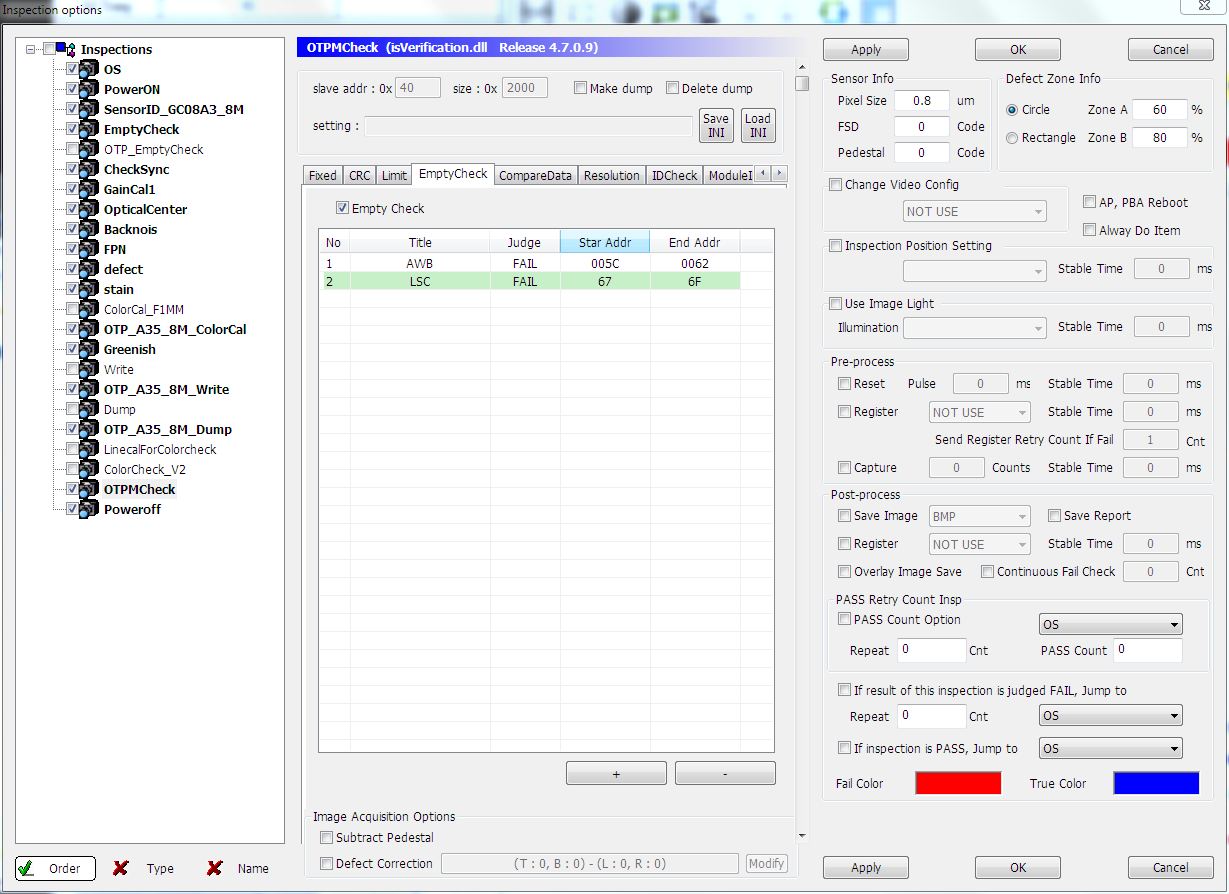 Inspection options
Inspections
OS
PowerON
SensorID_GC08A3_8M
EmptyCheck
OTP_EmptyCheck
CheckSync
GainCal1
OpticalCenter
Backnois
FPN
defect
stain
ColorCal_F1MM
OTP_A35_8M_ColorCal
Greenish
Write
OTP_A35_8M_Write
Dump
OTP_A35_8M_Dump
LinecalForColorcheck
ColorCheck_V2
OTPMCheck
Poweroff
Order Type Name
OTPMCheck (isVerification.dll Release 4.7.0.9)
slave addr : 0x 40 size : 0x 2000 Make dump Delete dump
setting : Save INI Load INI
Fixed CRC Limit EmptyCheck CompareData Resolution IDCheck ModuleI
Empty Check
No Title Judge Star Addr End Addr
1 AWB FAIL 005C 0062
2 LSC FAIL 67 6F
+ -
Image Acquisition Options
Subtract Pedestal
Defect Correction (T : 0, B : 0) - (L : 0, R : 0) Modify
Apply OK Cancel
Sensor Info
Pixel Size 0.8 um
FSD 0 Code
Pedestal 0 Code
Defect Zone Info
Circle Zone A 60 %
Rectangle Zone B 80 %
Change Video Config
NOT USE
AP, PBA Reboot
Alway Do Item
Inspection Position Setting
Stable Time 0 ms
Use Image Light
Illumination Stable Time 0 ms
Pre-process
Reset Pulse 0 ms Stable Time 0 ms
Register NOT USE Stable Time 0 ms
Send Register Retry Count If Fail 1 Cnt
Capture 0 Counts Stable Time 0 ms
Post-process
Save Image BMP Save Report
Register NOT USE Stable Time 0 ms
Overlay Image Save Continuous Fail Check 0 Cnt
PASS Retry Count Insp
PASS Count Option OS
Repeat 0 Cnt PASS Count 0
If result of this inspection is judged FAIL, Jump to
Repeat 0 Cnt OS
If inspection is PASS, Jump to OS
Fail Color True Color
Apply OK Cancel